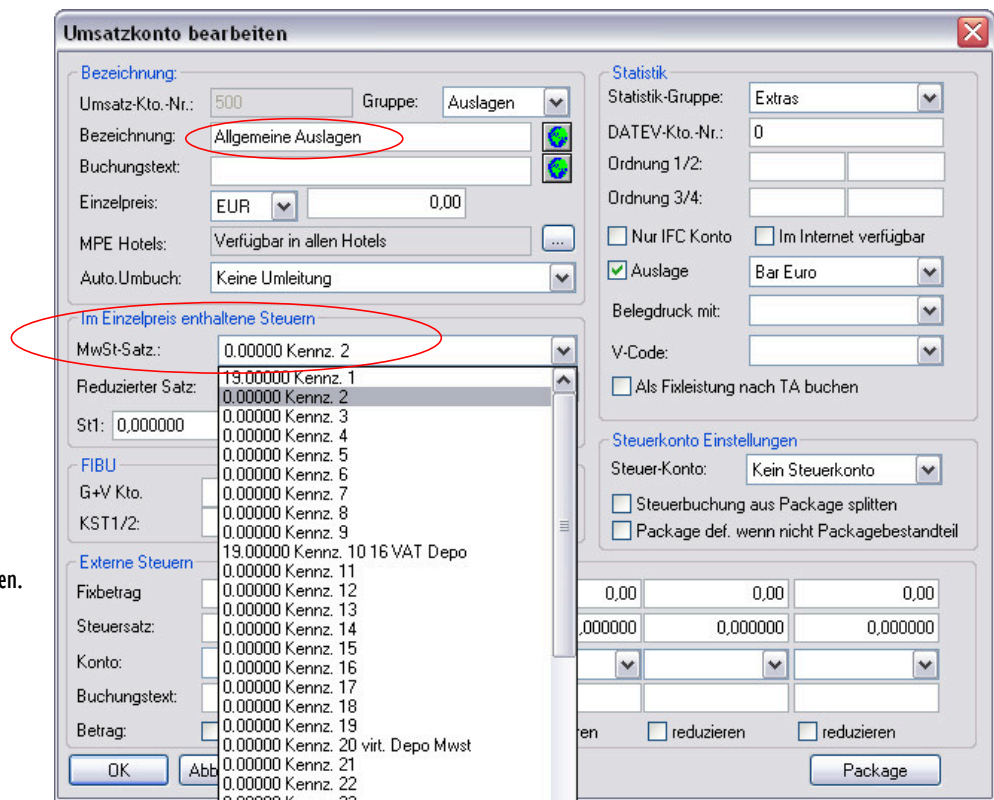 Umsatzkonto bearbeiten
Bezeichnung:
Umsatz-Kto.-Nr.: 500 Gruppe: Auslagen
Bezeichnung: Allgemeine Auslagen
Buchungstext:
Einzelpreis: EUR 0,00
MPE Hotels: Verfügbar in allen Hotels ...
Auto.Umbuch: Keine Umleitung
Statistik
Statistik-Gruppe: Extras
DATEV-Kto.-Nr.: 0
Ordnung 1/2:
Ordnung 3/4:
Nur IFC Konto Im Internet verfügbar
Auslage Bar Euro
Belegdruck mit:
V-Code:
Als Fixleistung nach TA buchen
Im Einzelpreis enthaltene Steuern
MwSt-Satz.: 0.00000 Kennz. 2
Reduzierter Satz:
St1: 0,000000
19.00000 Kennz. 1
0.00000 Kennz. 2
0.00000 Kennz. 3
0.00000 Kennz. 4
0.00000 Kennz. 5
0.00000 Kennz. 6
0.00000 Kennz. 7
0.00000 Kennz. 8
0.00000 Kennz. 9
19.00000 Kennz. 10 16 VAT Depo
0.00000 Kennz. 11
0.00000 Kennz. 12
0.00000 Kennz. 13
0.00000 Kennz. 14
0.00000 Kennz. 15
0.00000 Kennz. 16
0.00000 Kennz. 17
0.00000 Kennz. 18
0.00000 Kennz. 19
0.00000 Kennz. 20 virt. Depo Mwst
0.00000 Kennz. 21
0.00000 Kennz. 22
Steuerkonto Einstellungen
Steuer-Konto: Kein Steuerkonto
Steuerbuchung aus Package splitten
Package def. wenn nicht Packagebestandteil
FIBU
G+V Kto.
KST1/2:
en.
Externe Steuern
Fixbetrag 0,00 0,00 0,00
Steuersatz: ,000000 0,000000 0,000000
Konto:
Buchungstext:
Betrag: ren reduzieren reduzieren
OK Abb Package